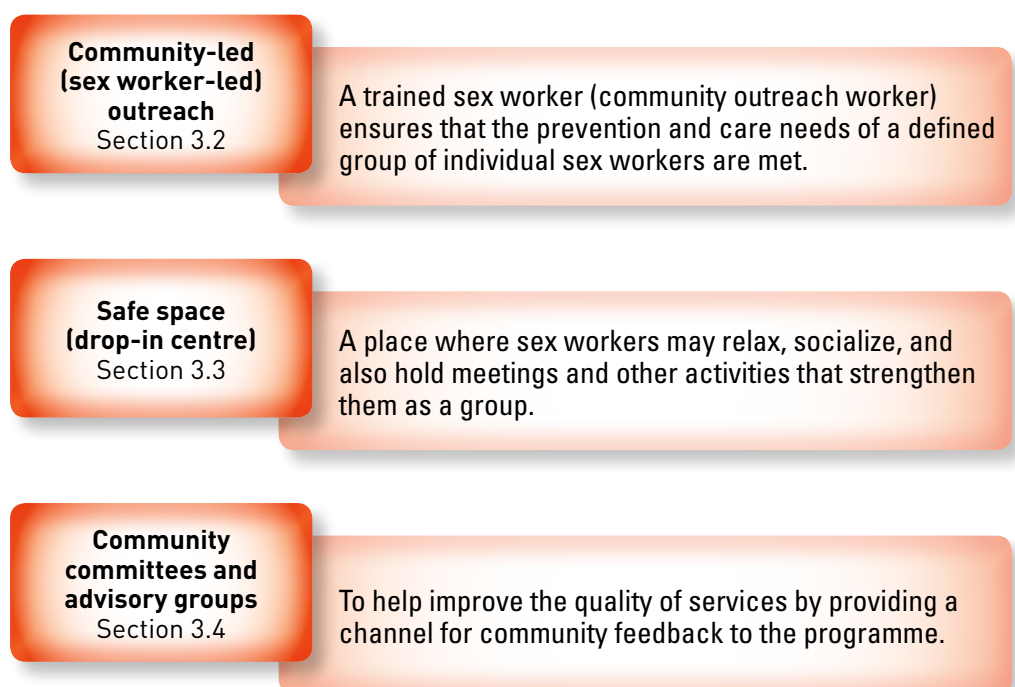 Community-led
(sex worker-led)
outreach
Section 3.2
A trained sex worker (community outreach worker)
ensures that the prevention and care needs of a defined
group of individual sex workers are met.
Safe space
(drop-in centre)
Section 3.3
A place where sex workers may relax, socialize, and
also hold meetings and other activities that strengthen
them as a group.
Community
committees and
advisory groups
Section 3.4
To help improve the quality of services by providing a
channel for community feedback to the programme.